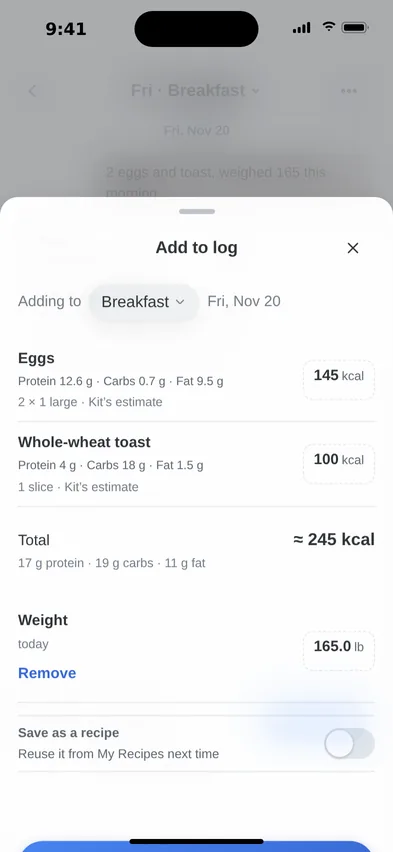 9:41
Fri · Breakfast
Fri, Nov 20
2 eggs and toast, weighed 165 this
morning
Add to log
Adding to Breakfast Fri, Nov 20
Eggs
Protein 12.6 g · Carbs 0.7 g · Fat 9.5 g
145 kcal
2 × 1 large · Kit’s estimate
Whole-wheat toast
Protein 4 g · Carbs 18 g · Fat 1.5 g
100 kcal
1 slice · Kit’s estimate
Total
≈ 245 kcal
17 g protein · 19 g carbs · 11 g fat
Weight
today
165.0 lb
Remove
Save as a recipe
Reuse it from My Recipes next time